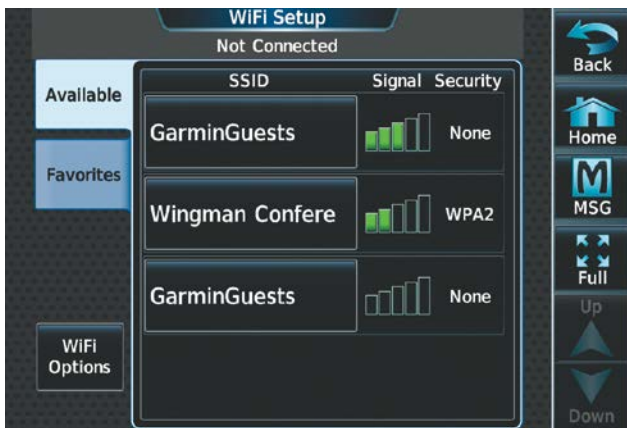 WiFi Setup
Not Connected
Available
Favorites
WiFi
Options
SSID Signal Security
GarminGuests None
Wingman Confere WPA2
GarminGuests None
Back
Home
MSG
Full
Up
Down